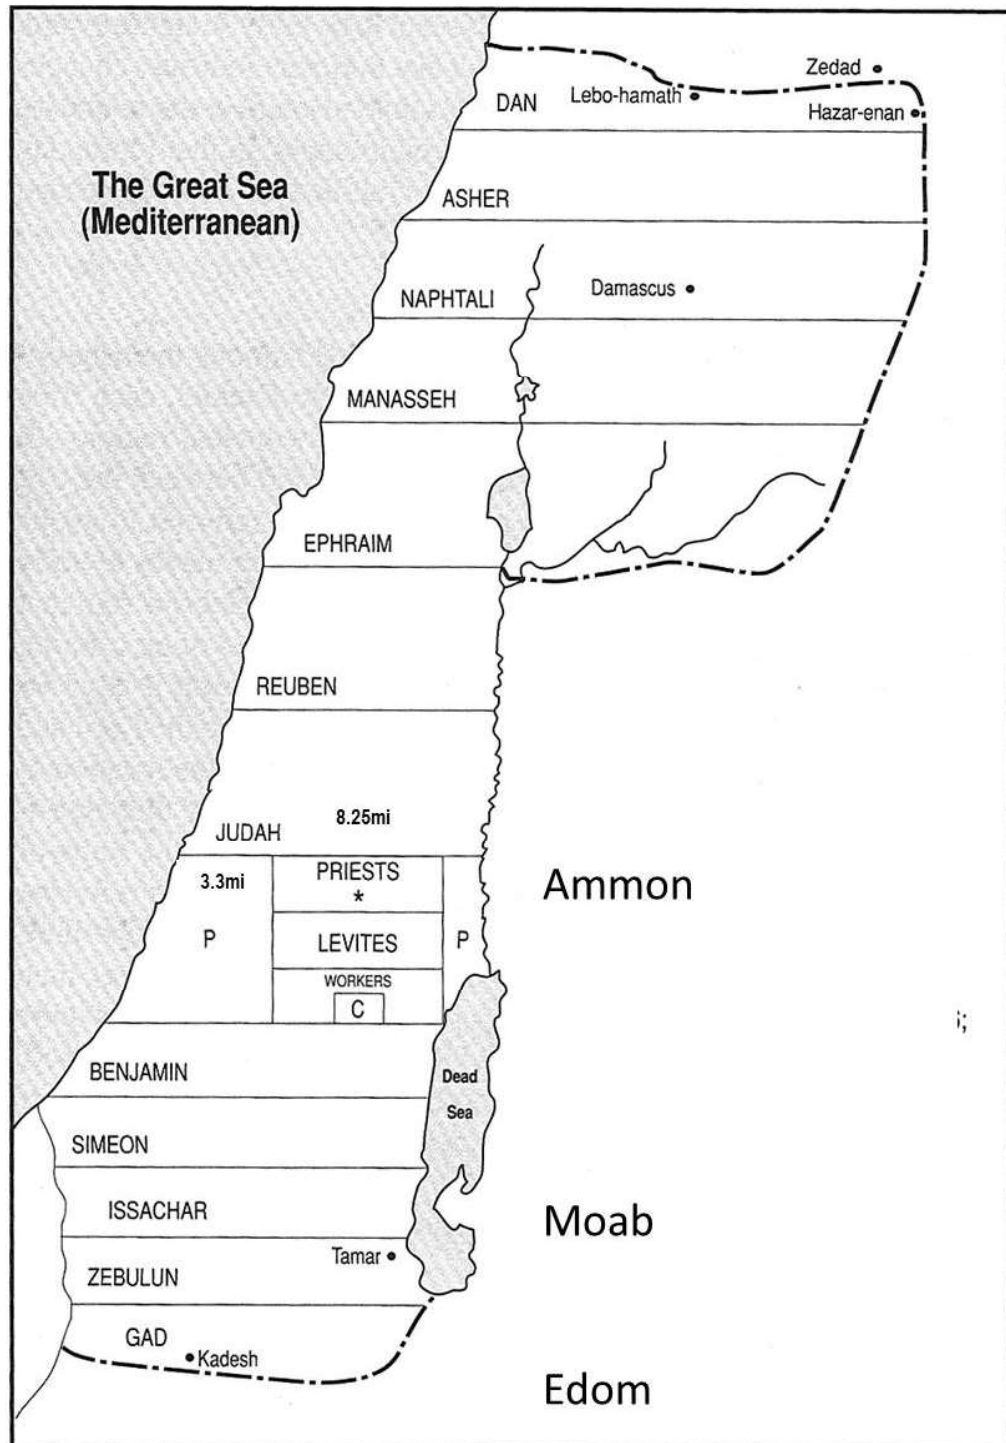 Zedad
Lebo-hamath
DAN
Hazar-enan
The Great Sea
(Mediterranean)
ASHER
Damascus
NAPHTALI
MANASSEH
EPHRAIM
REUBEN
8.25mi
JUDAH
PRIESTS
3.3mi
*
Ammon
P
LEVITES
P
WORKERS
C
;
BENJAMIN
Dead
Sea
SIMEON
ISSACHAR
Moab
Tamar
ZEBULUN
GAD
Kadesh
Edom